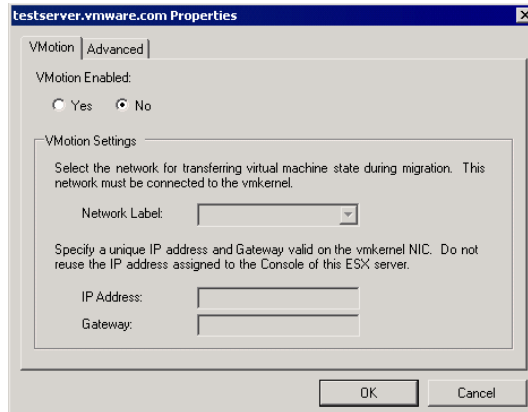 testserver.vmware.com Properties
VMotion Advanced
VMotion Enabled:
Yes No
VMotion Settings
Select the network for transferring virtual machine state during migration. This
network must be connected to the vmkernel.
Network Label:
Specify a unique IP address and Gateway valid on the vmkernel NIC. Do not
reuse the IP address assigned to the Console of this ESX server.
IP Address:
Gateway:
OK Cancel